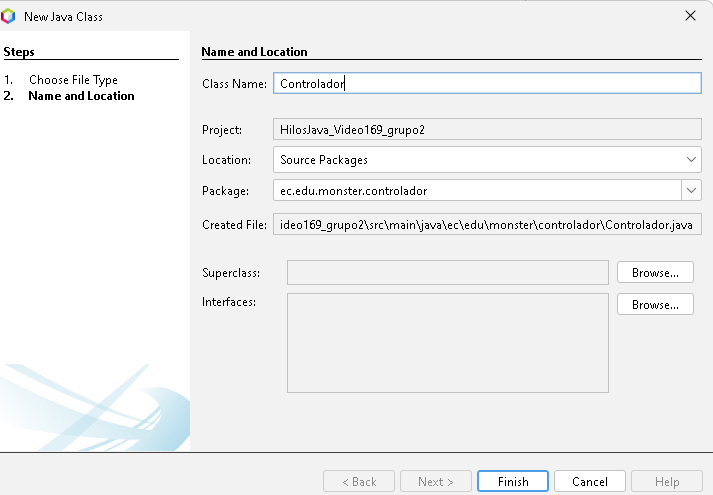 New Java Class
Steps
1. Choose File Type
2. Name and Location
Name and Location
Class Name: Controlador
Project: HilosJava_Video169_grupo2
Location: Source Packages
Package: ec.edu.monster.controlador
Created File: ideo169_grupo2\src\main\java\ec\edu\monster\controlador\Controlador.java
Superclass: Browse...
Interfaces: Browse...
< Back Next > Finish Cancel Help